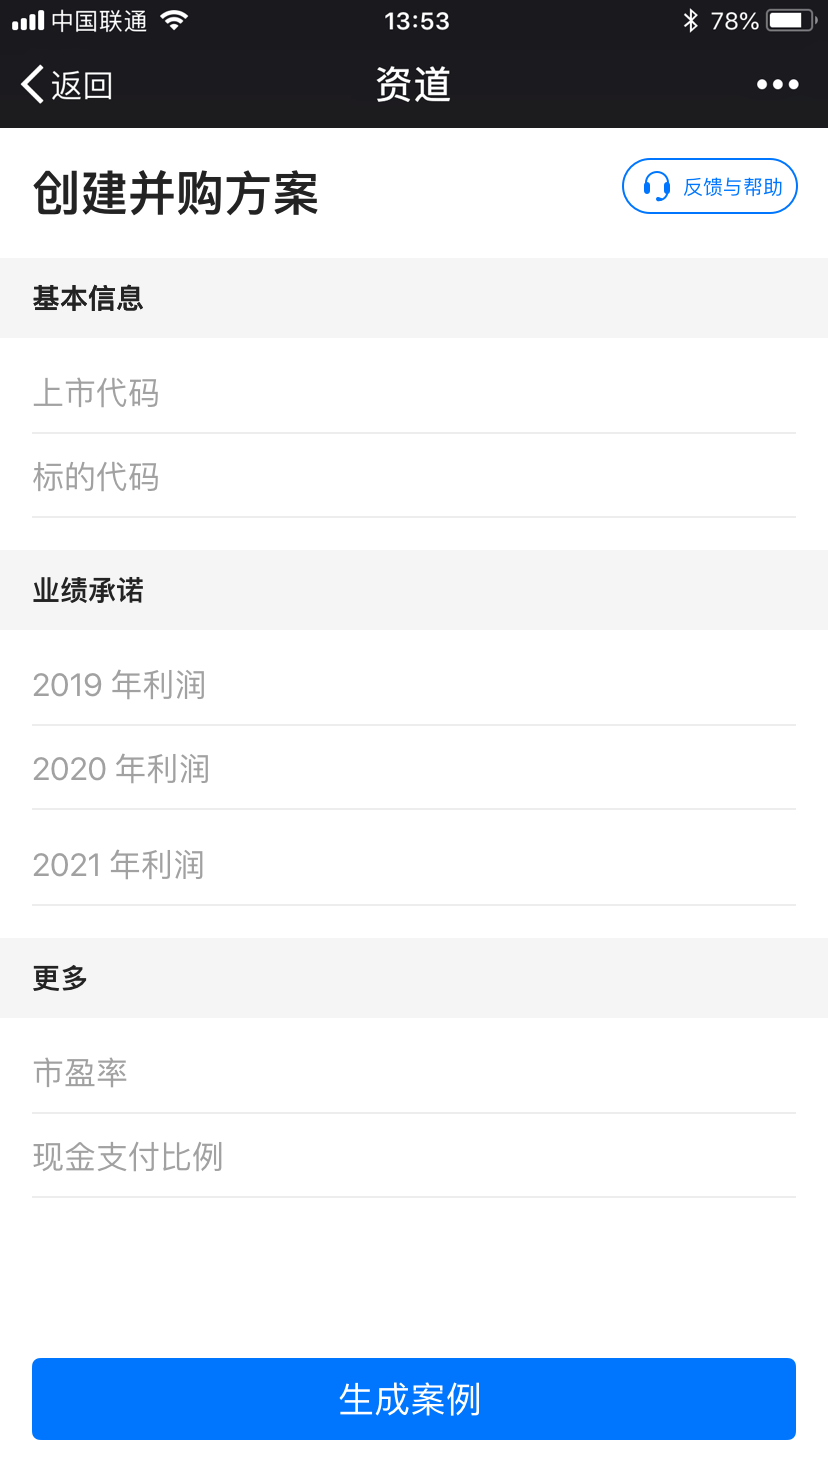 中国联通 13:53 78%
返回 资道
创建并购方案 反馈与帮助
基本信息
上市代码
标的代码
业绩承诺
2019 年利润
2020 年利润
2021 年利润
更多
市盈率
现金支付比例
生成案例